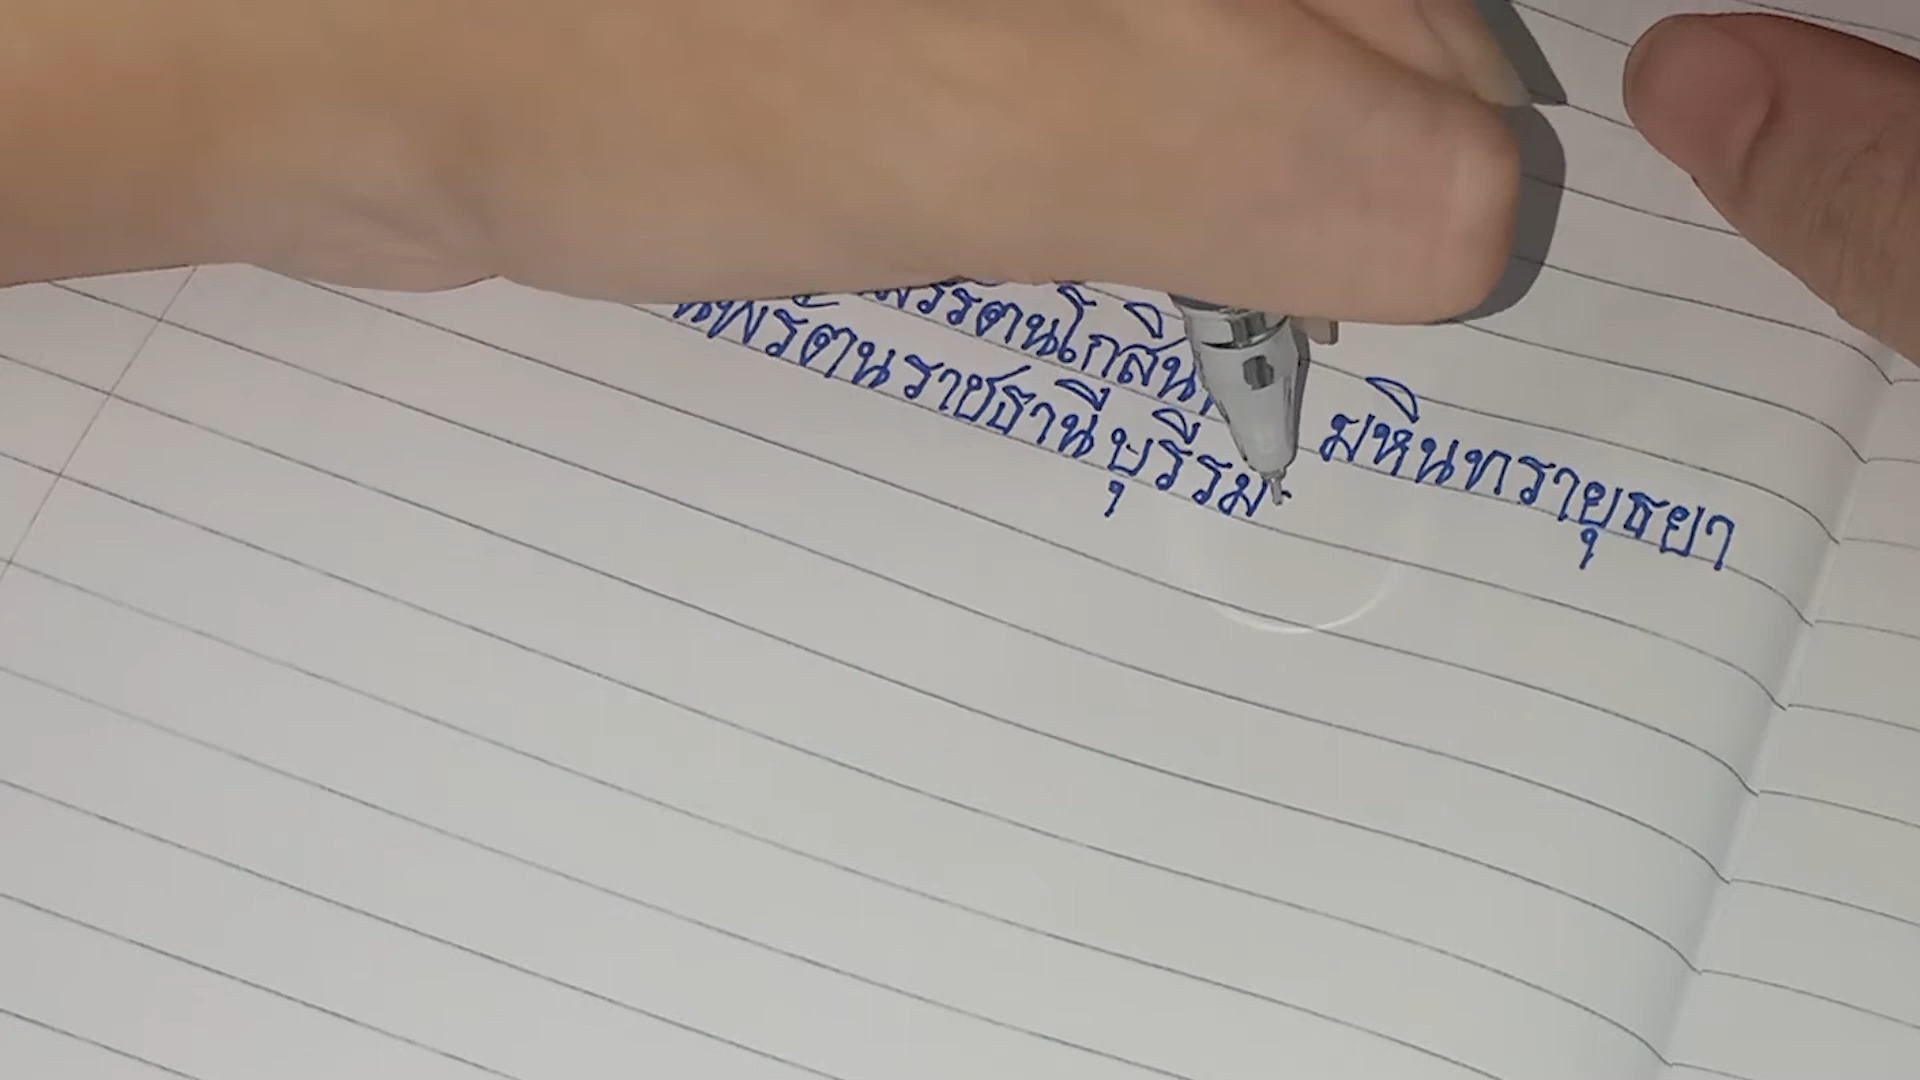 รรัตนโกสิน มหินทรายุธยา
นพรัตนราชธานีบุรีรม